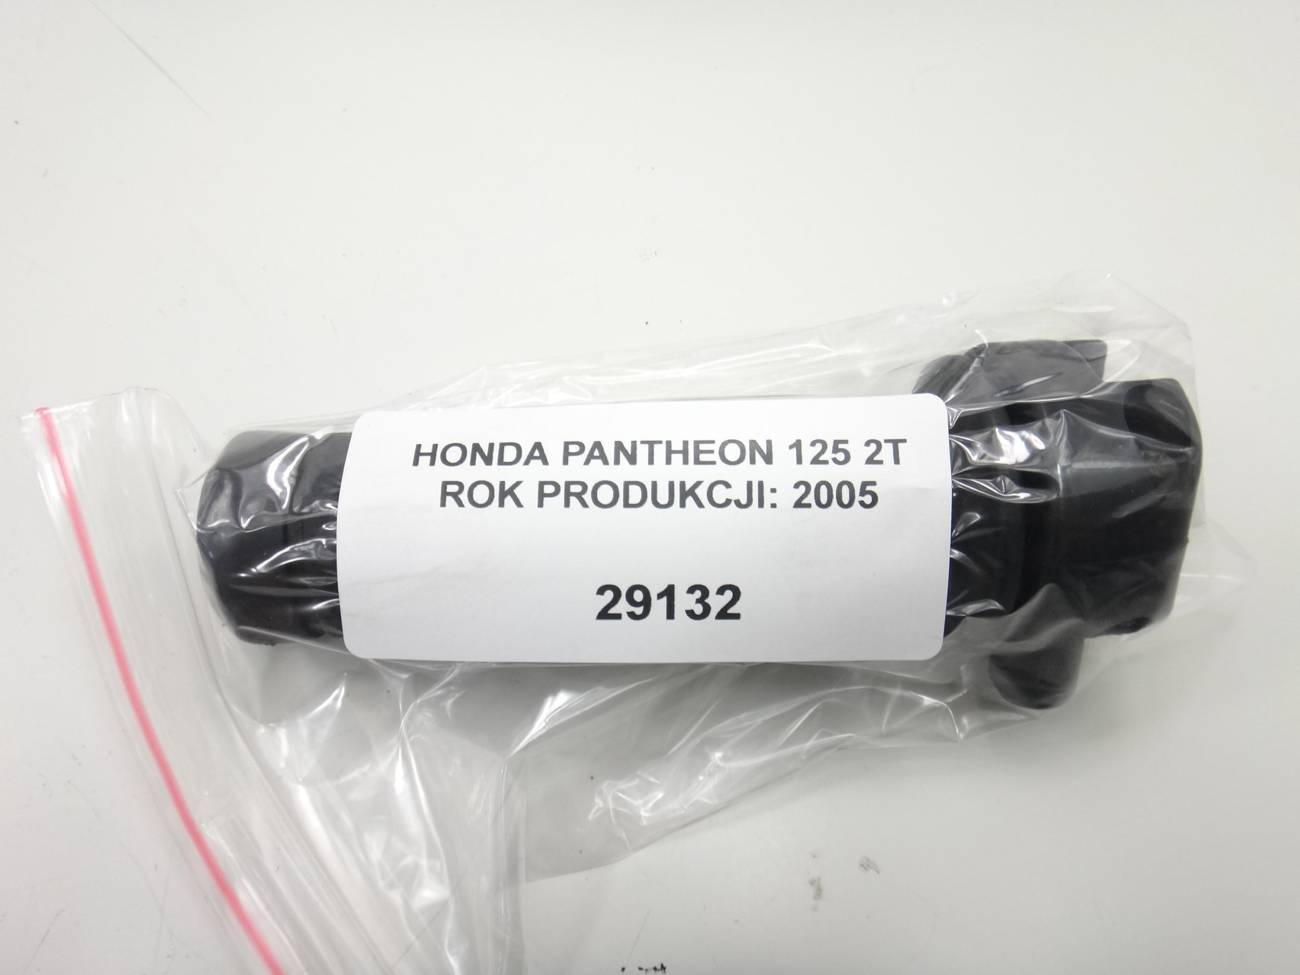 HONDA PANTHEON 125 2T
ROK PRODUKCJI: 2005
29132